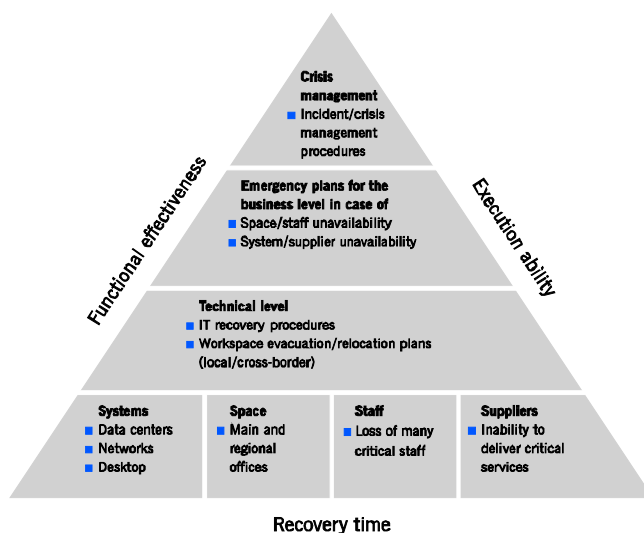 Crisis
management
Incident/crisis
management
procedures
Emergency plans for the
business level in case of
Space/staff unavailability
System/supplier unavailability
Functional effectiveness
Execution ability
Technical level
IT recovery procedures
Workspace evacuation/relocation plans
(local/cross-border)
Systems
Data centers
Networks
Desktop
Space
Main and
regional
offices
Staff
Loss of many
critical staff
Suppliers
Inability to
deliver critical
services
Recovery time